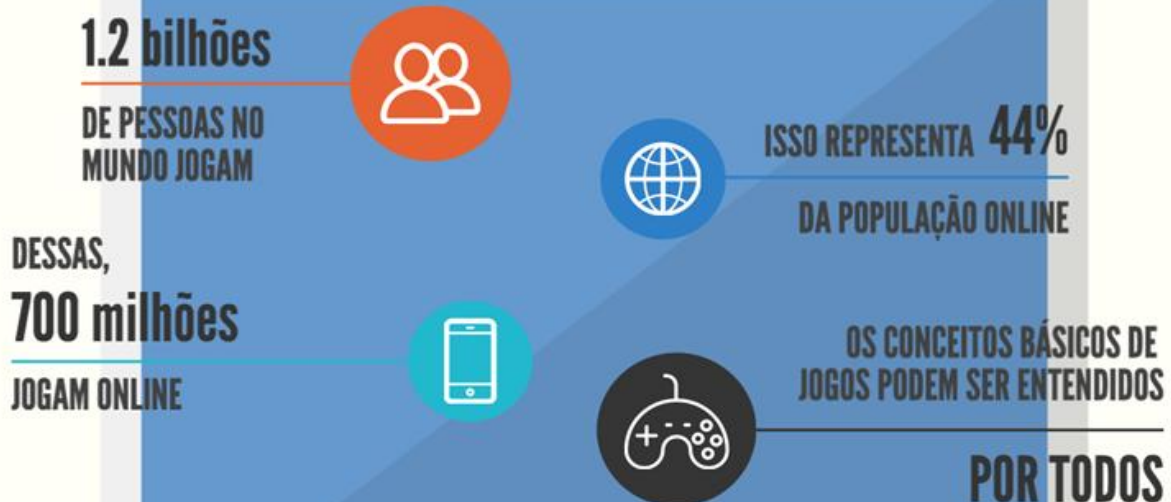 1.2 bilhões
DE PESSOAS NO
MUNDO JOGAM
ISSO REPRESENTA 44%
DA POPULAÇÃO ONLINE
DESSAS,
700 milhões
JOGAM ONLINE
OS CONCEITOS BÁSICOS DE
JOGOS PODEM SER ENTENDIDOS
POR TODOS